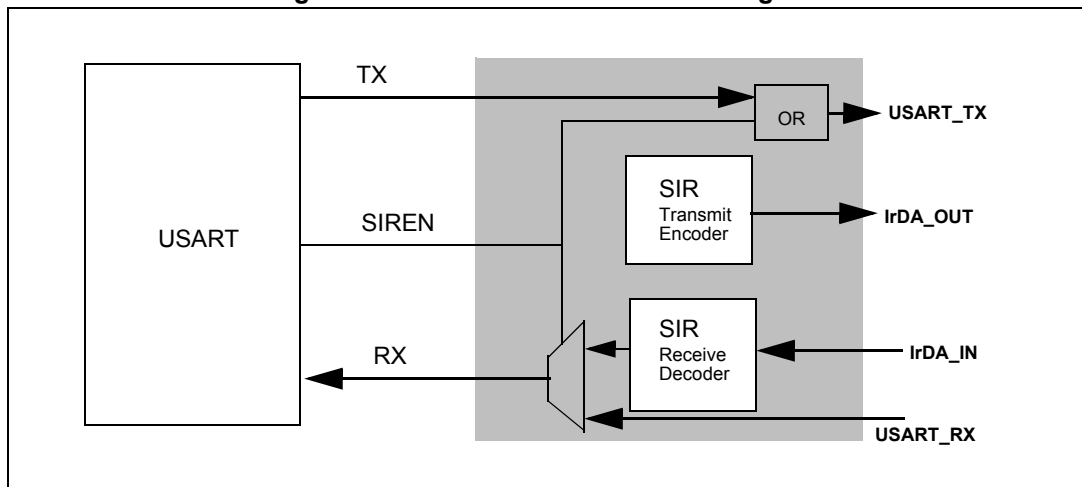 TX
OR
USART_TX
SIR
Transmit
Encoder
IrDA_OUT
USART
SIREN
SIR
Receive
Decoder
IrDA_IN
RX
USART_RX